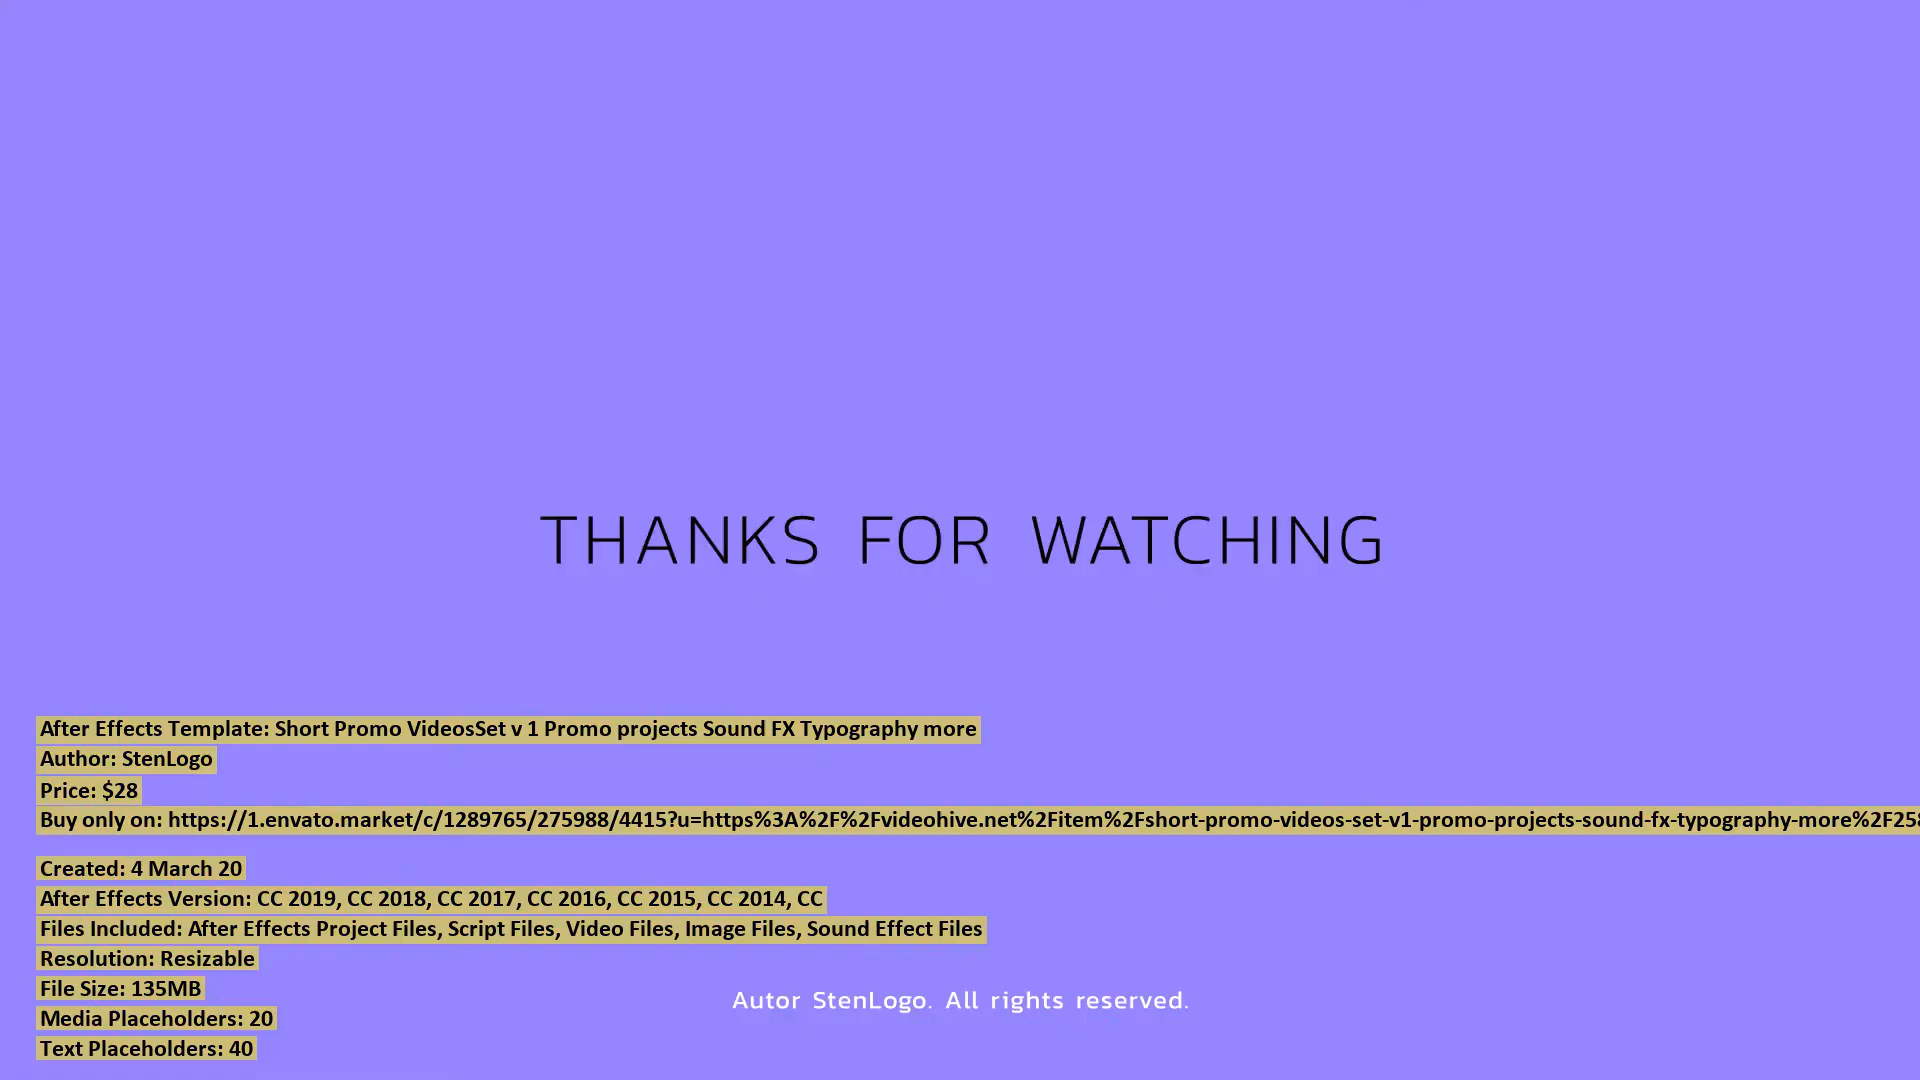 THANKS FOR WATCHING
After Effects Template: Short Promo VideosSet v 1 Promo projects Sound FX Typography more
Author: StenLogo
Price: $28
Buy only on: https://1.envato.market/c/1289765/275988/4415?u=https%3A%2F%2Fvideohive.net%2Fitem%2Fshort-promo-videos-set-v1-promo-projects-sound-fx-typography-more%2F258
Created: 4 March 20
After Effects Version: CC 2019, CC 2018, CC 2017, CC 2016, CC 2015, CC 2014, CC
Files Included: After Effects Project Files, Script Files, Video Files, Image Files, Sound Effect Files
Resolution: Resizable
File Size: 135MB
Autor StenLogo. All rights reserved.
Media Placeholders: 20
Text Placeholders: 40